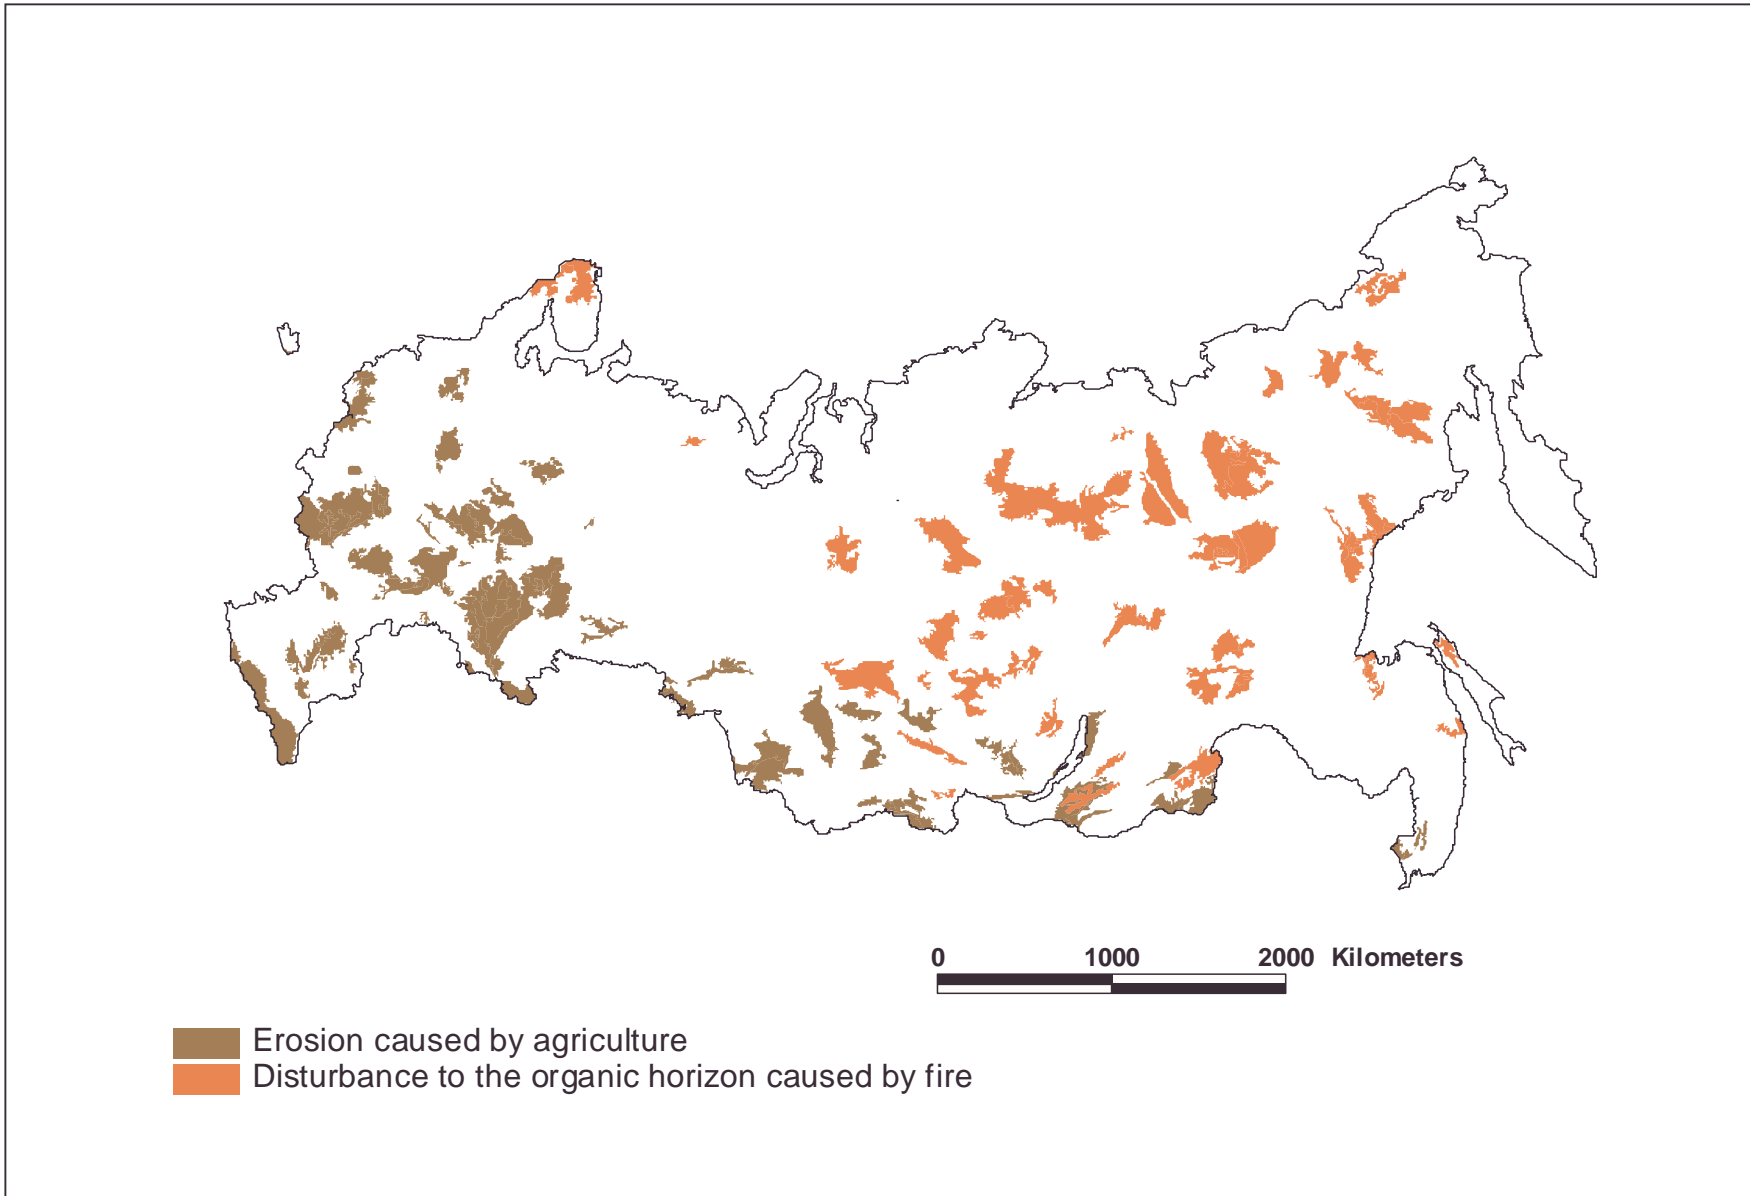 0 1000 2000 Kilometers
Erosion caused by agriculture
Disturbance to the organic horizon caused by fire